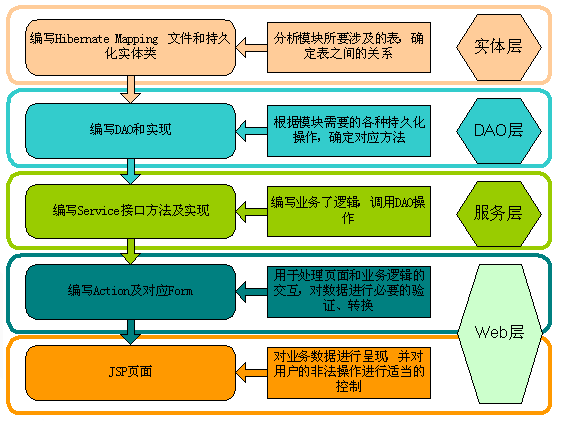 编写Hibernate Mapping 文件和持久
化实体类
分析模块所要涉及的表，确
定表之间的关系
实体层
编写DAO和实现
根据模块需要的各种持久化
操作，确定对应方法
DAO层
编写Service接口方法及实现
编写业务了逻辑，调用DAO操
作
服务层
编写Action及对应Form
用于处理页面和业务逻辑的
交互，对数据进行必要的验
证、转换
Web层
JSP页面
对业务数据进行呈现，并对
用户的非法操作进行适当的
控制